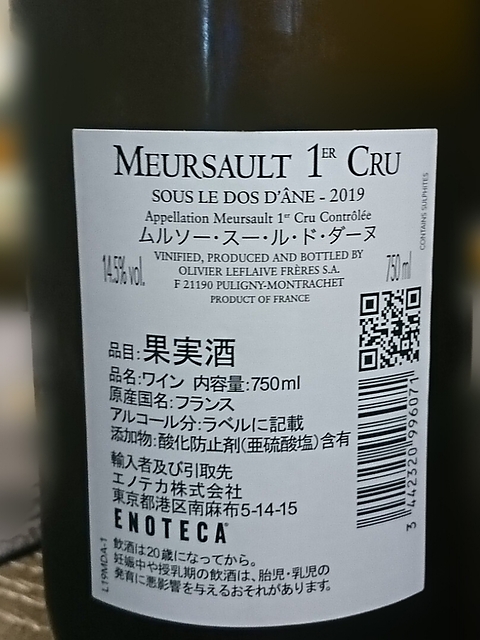 MEURSAULT 1ER CRU
SOUS LE DOS D'ÂNE - 2019
Appellation Meursault 1er Cru Contrôlée
ムルソー・スー・ル・ド・ダーヌ
VINIFIED, PRODUCED AND BOTTLED BY
OLIVIER LEFLAIVE FRÈRES S.A.
F 21190 PULIGNY-MONTRACHET
PRODUCT OF FRANCE
14.5% vol.
750 ml
CONTAINS SULPHITES
品目:果実酒
品名:ワイン 内容量:750ml
原産国名:フランス
アルコール分:ラベルに記載
添加物:酸化防止剤(亜硫酸塩)含有
輸入者及び引取先
エノテカ株式会社
東京都港区南麻布5-14-15
ENOTECA
飲酒は20歳になってから。
妊娠中や授乳期の飲酒は、胎児・乳児の
発育に悪影響を与えるおそれがあります。
L19MDA-1
3 442320 996071